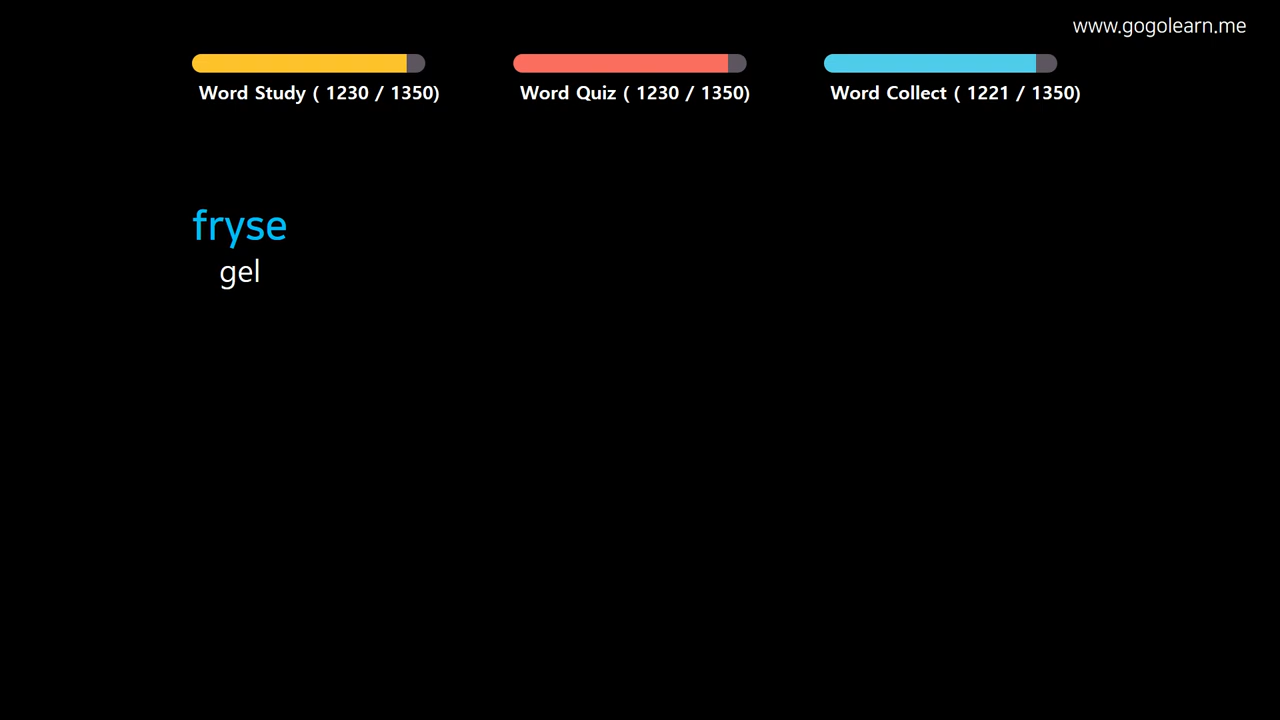 www.gogolearn.me
Word Study ( 1230 / 1350)
Word Quiz ( 1230 / 1350)
Word Collect ( 1221 / 1350)
fryse
gel